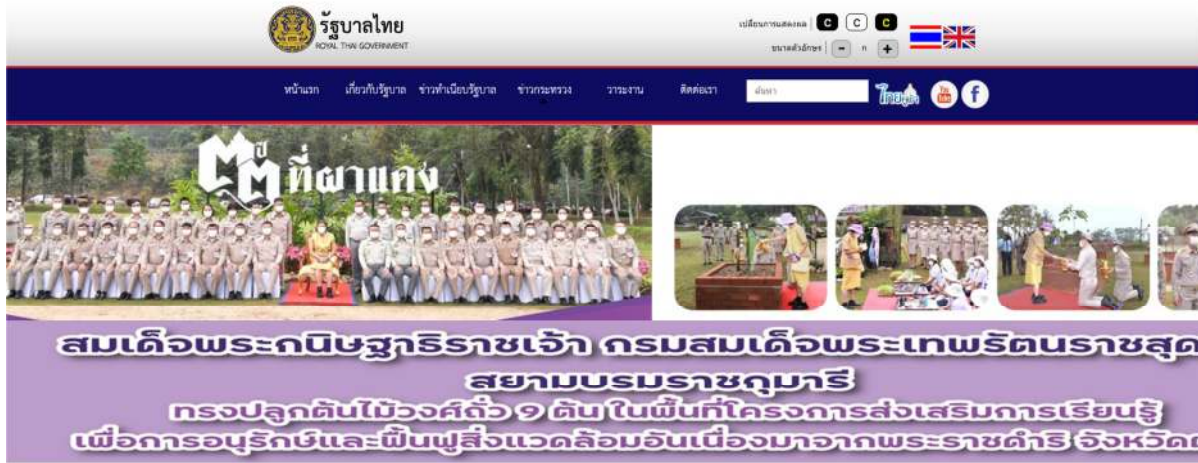 รัฐบาลไทย
ROYAL THAI GOVERNMENT
เปลี่ยนการแสดงผล | C C C
ขนาดตัวอักษร | - ก +
หน้าแรก เกี่ยวกับรัฐบาล ข่าวทำเนียบรัฐบาล ข่าวกระทรวง วาระงาน ติดต่อเรา ค้นหา ไทยคู่ฟ้า You Tube f
ที่ผาแดง
สมเด็จพระกนิษฐาธิราชเจ้า กรมสมเด็จพระเทพรัตนราชสุด
สยามบรมราชกุมารี
ทรงปลูกต้นไม้วงศ์ถั่ว 9 ต้น ในพื้นที่โครงการส่งเสริมการเรียนรู้
เพื่อการอนุรักษ์และฟื้นฟูสิ่งแวดล้อมอันเนื่องมาจากพระราชดำริ จังหวัดต